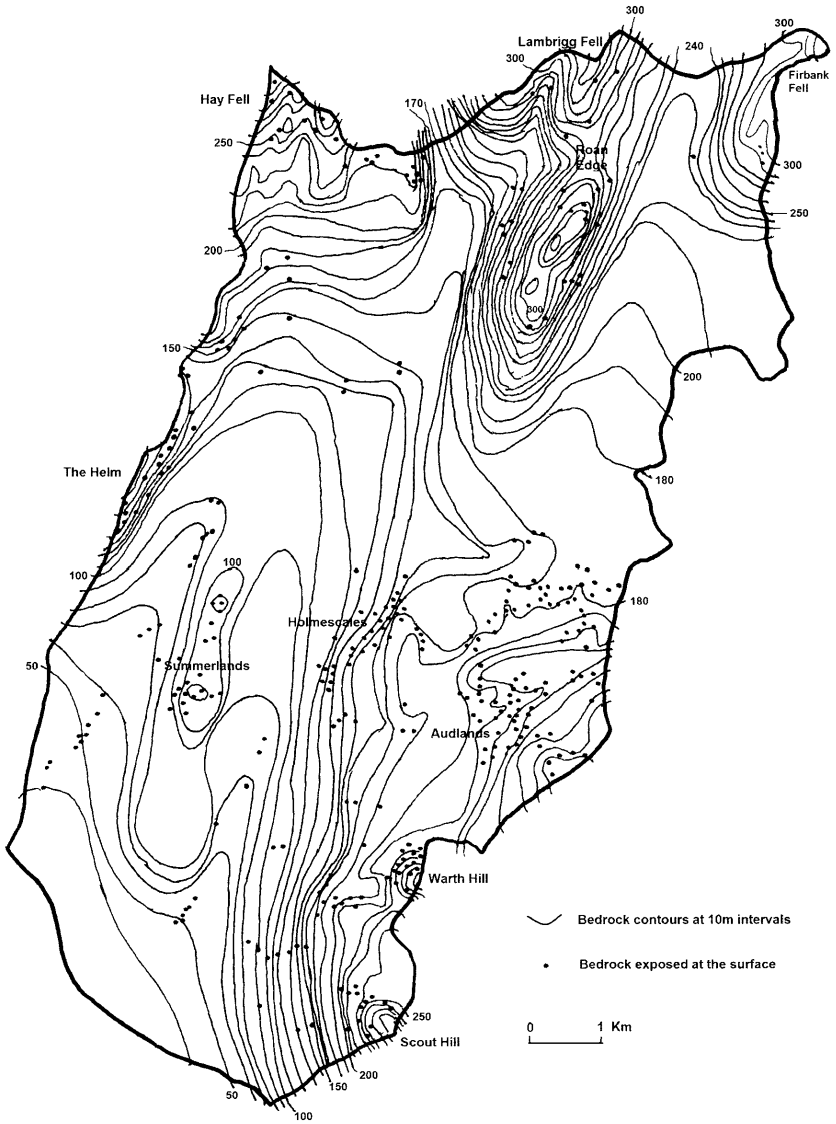 300
Lambrigg Fell
300
240
300
Firbank
Fell
Hay Fell
170
250
Roan
Edge
300
250
200
300
150
200
The Helm
180
100
100
180
Holmescales
50
Summerlands
Audlands
Warth Hill
Bedrock contours at 10m intervals
Bedrock exposed at the surface
250
0 1 Km
Scout Hill
200
150
50
100